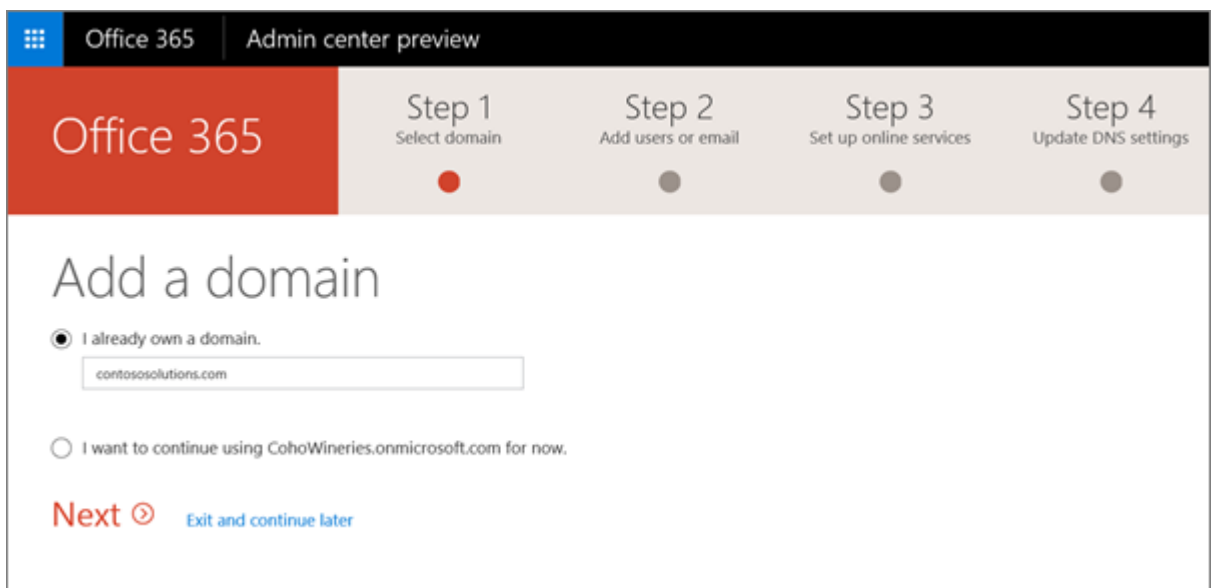 Office 365 Admin center preview
Office 365
Step 1 Step 2 Step 3 Step 4
Select domain Add users or email Set up online services Update DNS settings
Add a domain
I already own a domain.
contososolutions.com
I want to continue using CohoWineries.onmicrosoft.com for now.
Next Exit and continue later